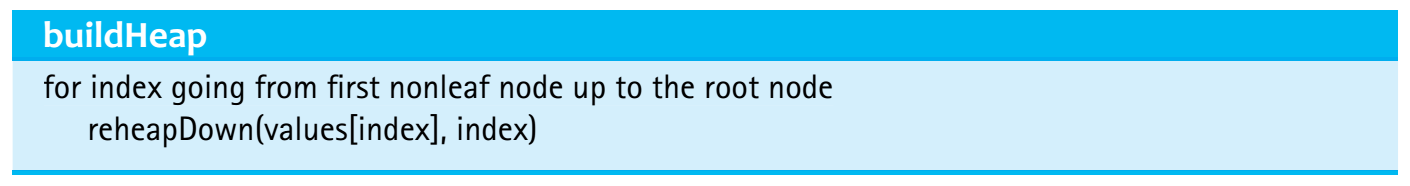 buildHeap
for index going from first nonleaf node up to the root node
reheapDown(values[index], index)